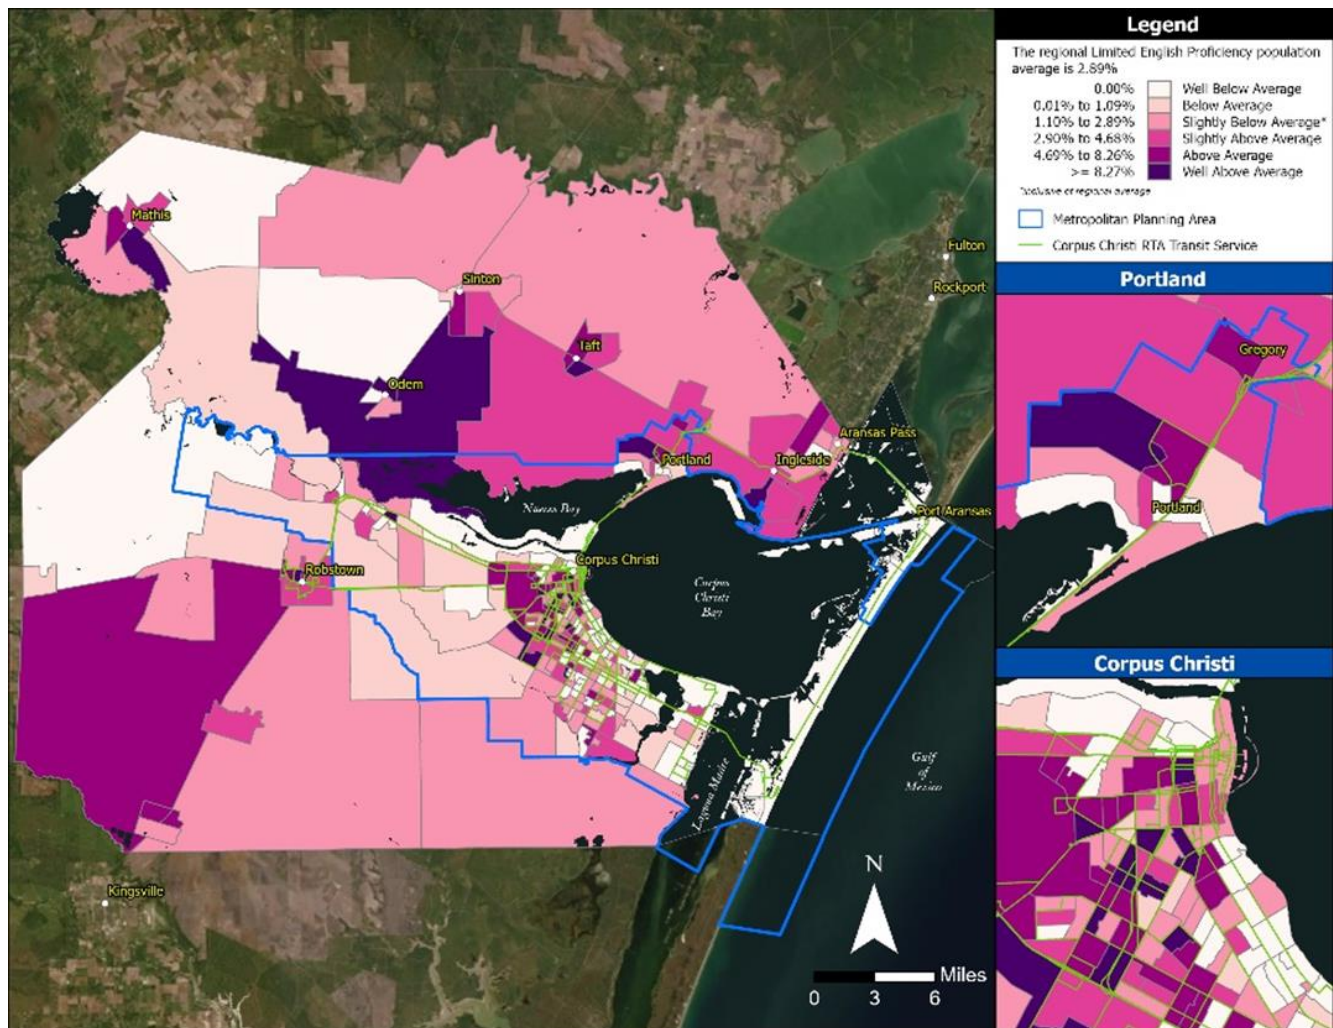 Legend
The regional Limited English Proficiency population
average is 2.89%
0.00% Well Below Average
0.01% to 1.09% Below Average
1.10% to 2.89% Slightly Below Average*
2.90% to 4.68% Slightly Above Average
4.69% to 8.26% Above Average
>= 8.27% Well Above Average
*Inclusive of regional average
Metropolitan Planning Area
Corpus Christi RTA Transit Service
Mathis
Sinton
Fulton
Rockport
Taft
Odem
Aransas Pass
Portland
Ingleside
Nueces Bay
Port Aransas
Corpus Christi
Robstown
Corpus
Christi
Bay
Gulf
of
Mexico
Laguna Madre
Kingsville
N
Miles
0 3 6
Portland
Gregory
Portland
Corpus Christi